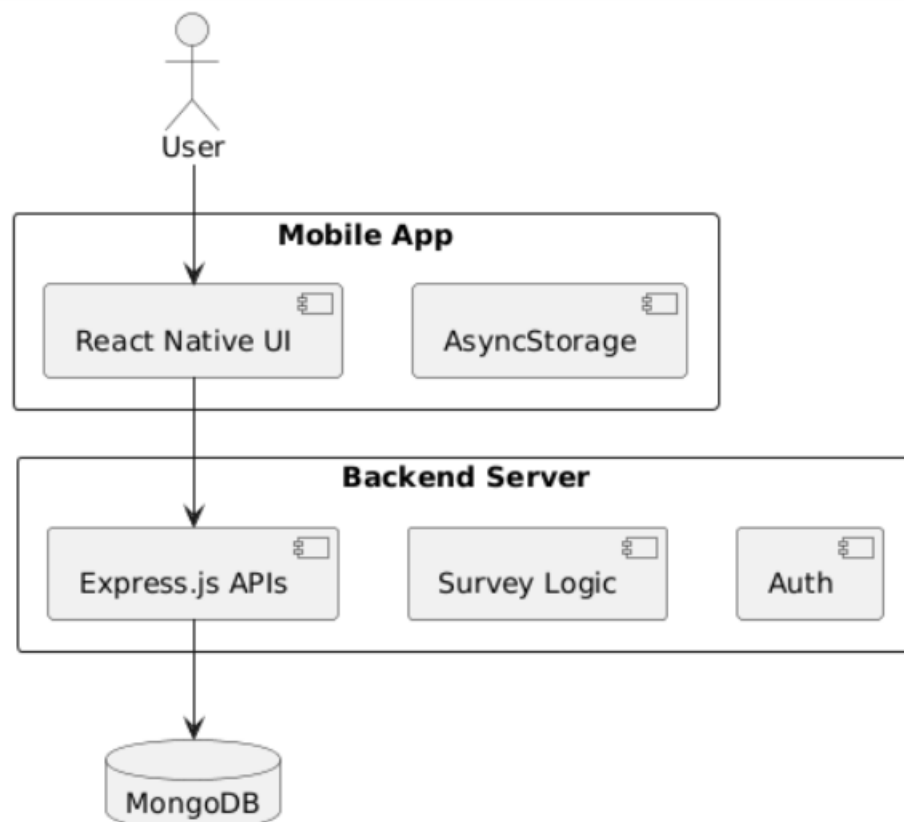 User
Mobile App
React Native UI
AsyncStorage
Backend Server
Express.js APIs
Survey Logic
Auth
MongoDB